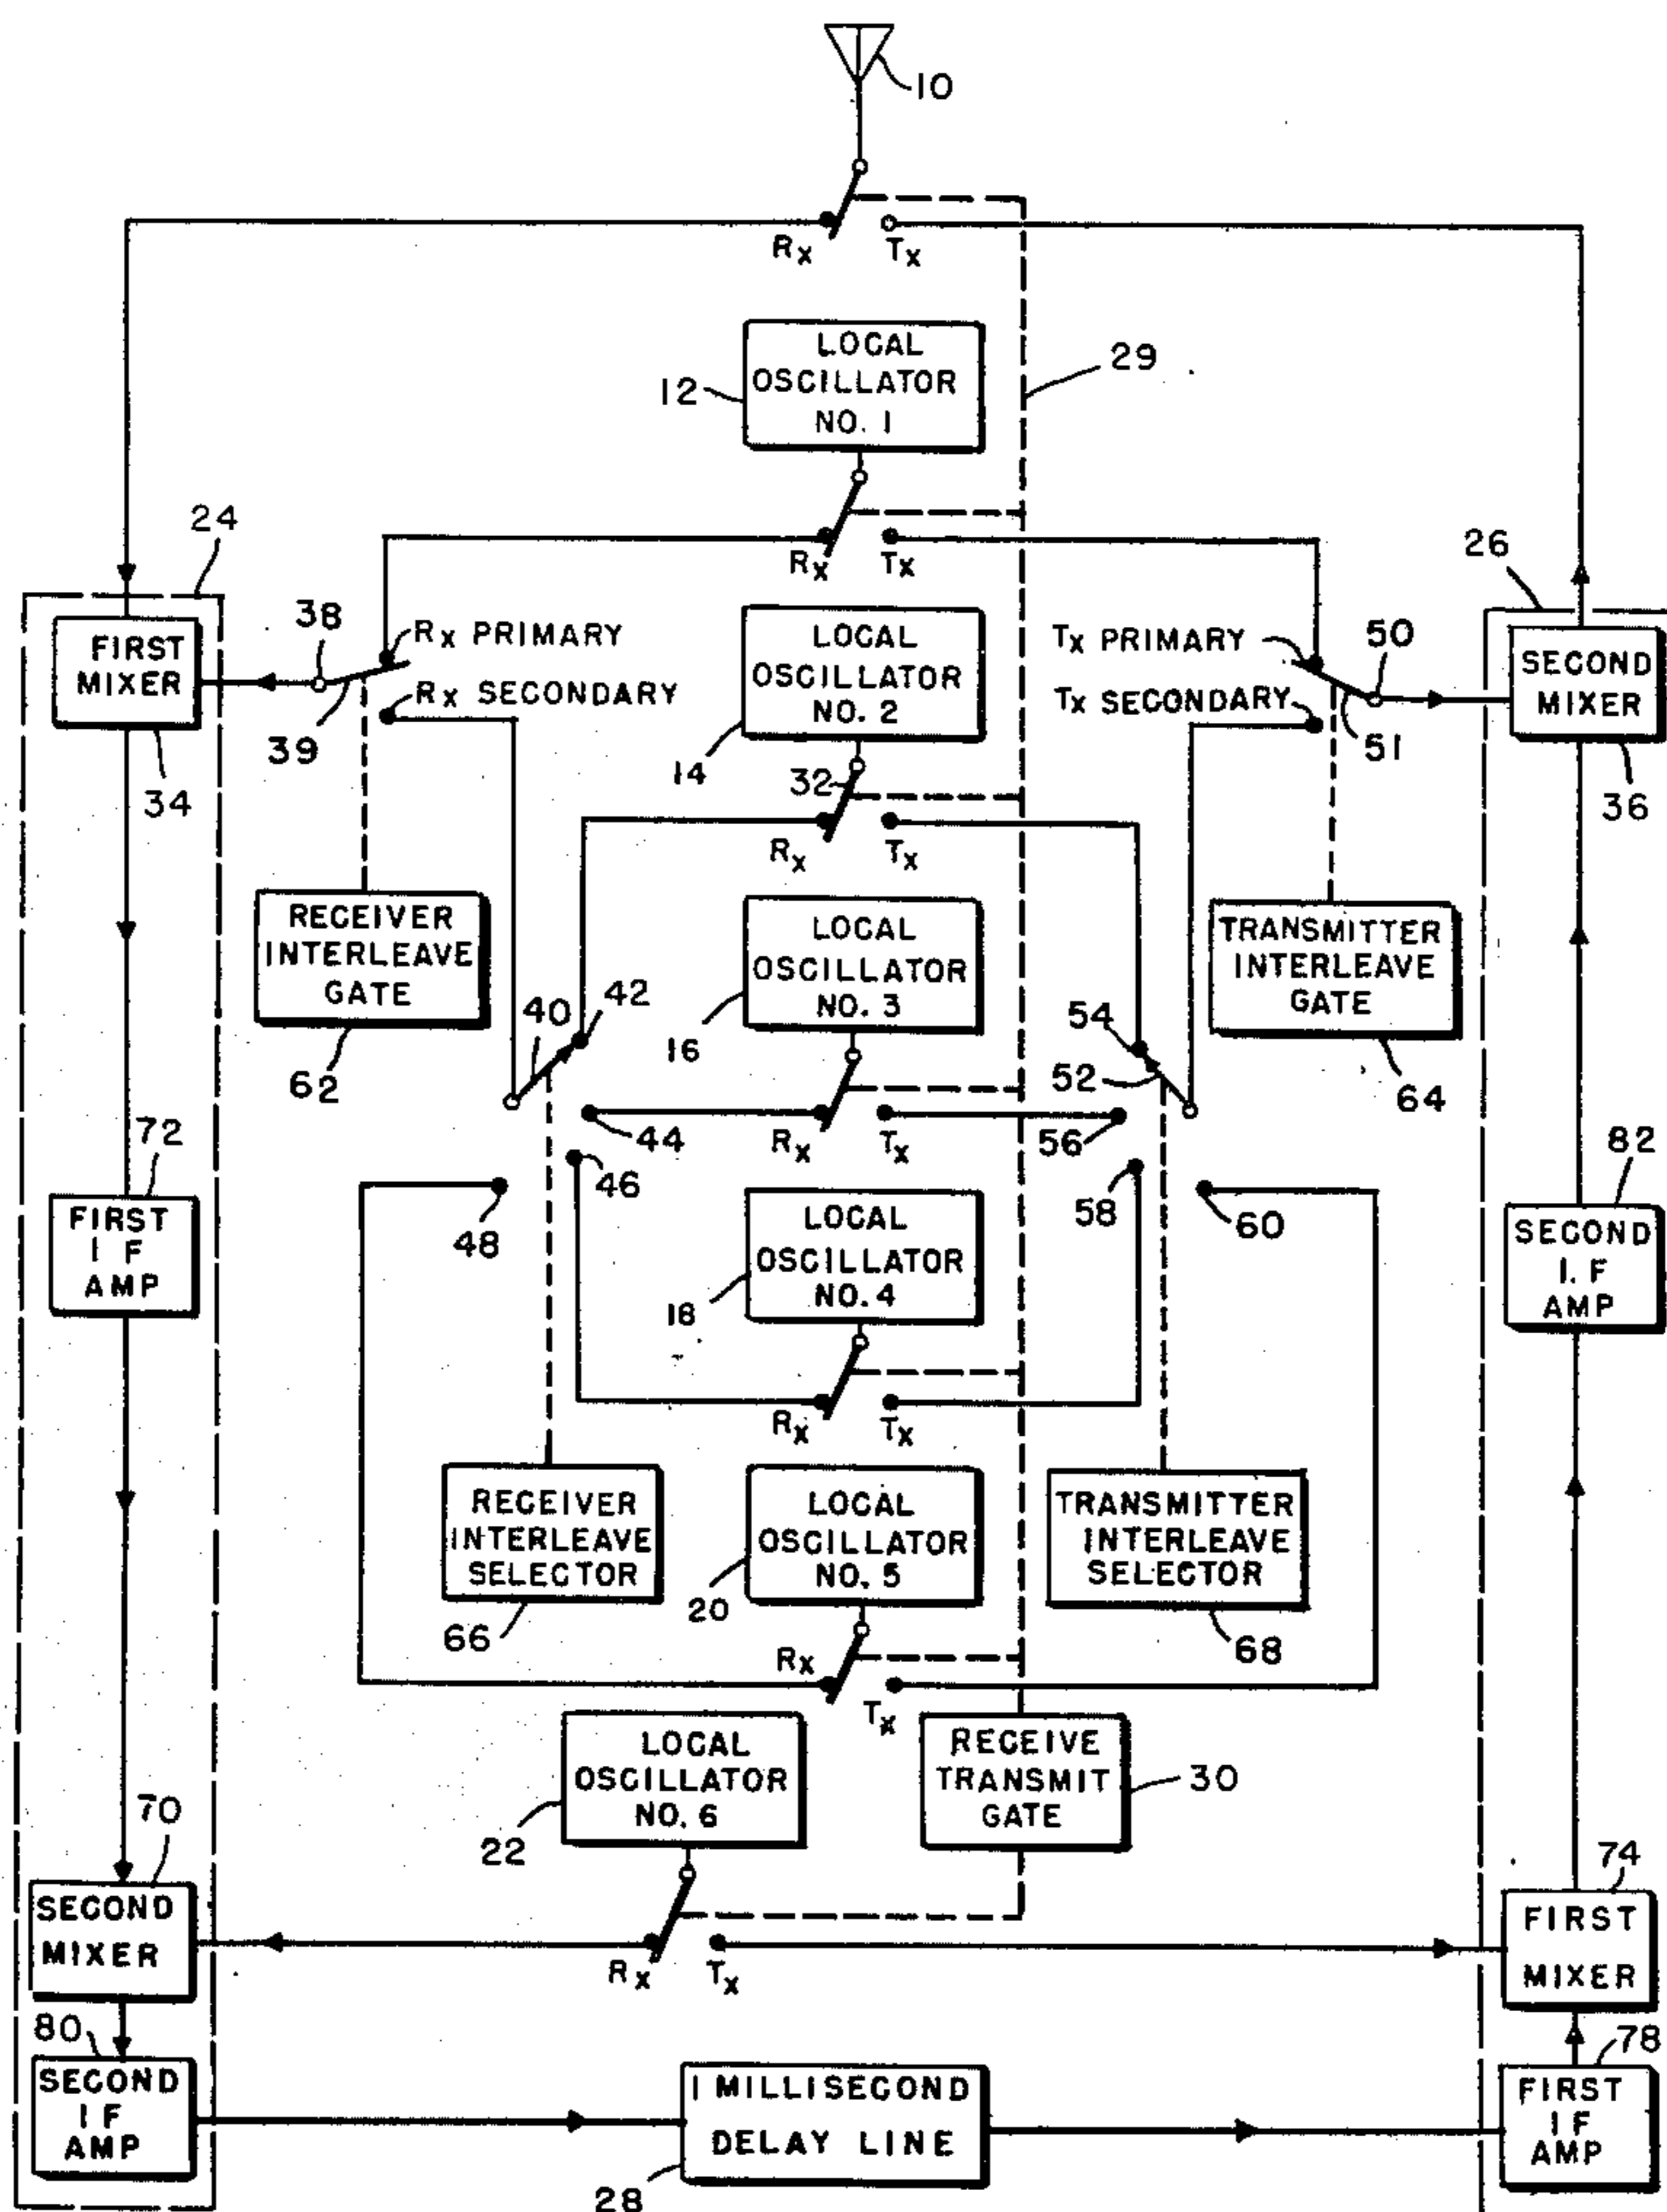 10
Rx
Tx
LOCAL
OSCILLATOR
NO. 1
12
29
Rx
Tx
24
26
FIRST
MIXER
34
38
39
Rx PRIMARY
Rx SECONDARY
LOCAL
OSCILLATOR
NO. 2
14
32
Rx
Tx
Tx PRIMARY
Tx SECONDARY
50
51
SECOND
MIXER
36
RECEIVER
INTERLEAVE
GATE
62
LOCAL
OSCILLATOR
NO. 3
16
TRANSMITTER
INTERLEAVE
GATE
64
40
42
54
52
44
Rx
Tx
56
46
48
58
60
72
FIRST
I F
AMP
LOCAL
OSCILLATOR
NO. 4
18
82
SECOND
I. F
AMP
Rx
Tx
RECEIVER
INTERLEAVE
SELECTOR
66
LOCAL
OSCILLATOR
NO. 5
20
TRANSMITTER
INTERLEAVE
SELECTOR
68
Rx
Tx
LOCAL
OSCILLATOR
NO. 6
22
RECEIVE
TRANSMIT
GATE
30
70
SECOND
MIXER
Rx
Tx
74
FIRST
MIXER
80
SECOND
I F
AMP
1 MILLISECOND
DELAY LINE
28
78
FIRST
I F
AMP